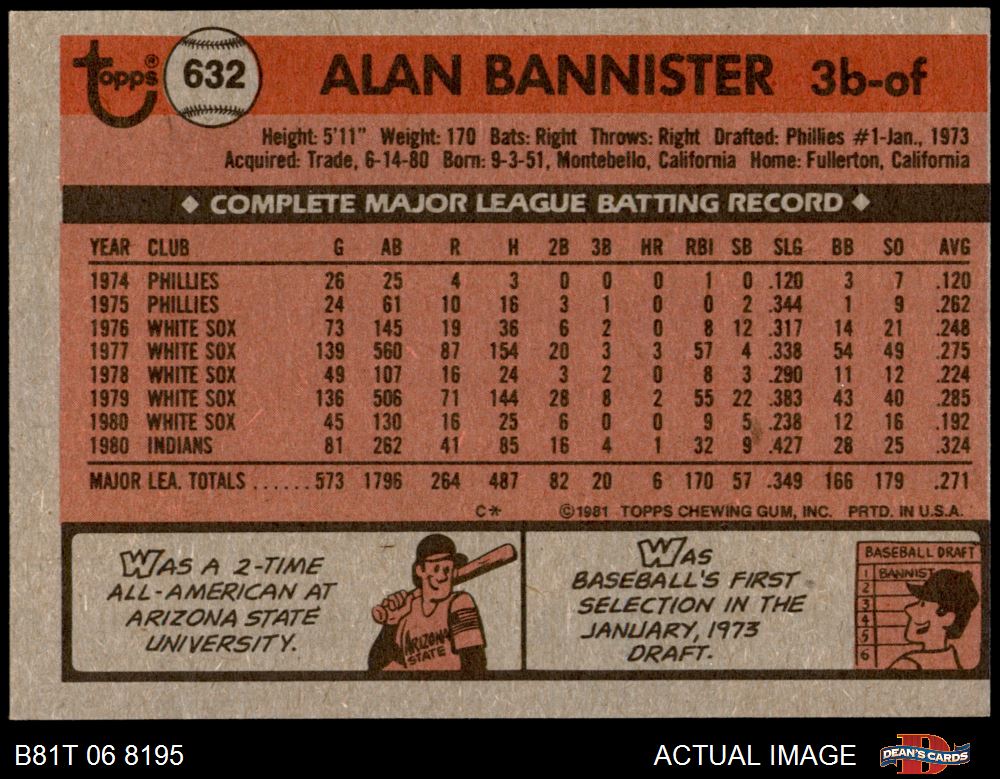 Topps® 632 ALAN BANNISTER 3b-of
Height: 5'11" Weight: 170 Bats: Right Throws: Right Drafted: Phillies #1-Jan., 1973
Acquired: Trade, 6-14-80 Born: 9-3-51, Montebello, California Home: Fullerton, California
◆ COMPLETE MAJOR LEAGUE BATTING RECORD ◆
YEAR CLUB G AB R H 2B 3B HR RBI SB SLG BB SO AVG
1974 PHILLIES 26 25 4 3 0 0 0 1 0 .120 3 7 .120
1975 PHILLIES 24 61 10 16 3 1 0 0 2 .344 1 9 .262
1976 WHITE SOX 73 145 19 36 6 2 0 8 12 .317 14 21 .248
1977 WHITE SOX 139 560 87 154 20 3 3 57 4 .338 54 49 .275
1978 WHITE SOX 49 107 16 24 3 2 0 8 3 .290 11 12 .224
1979 WHITE SOX 136 506 71 144 28 8 2 55 22 .383 43 40 .285
1980 WHITE SOX 45 130 16 25 6 0 0 9 5 .238 12 16 .192
1980 INDIANS 81 262 41 85 16 4 1 32 9 .427 28 25 .324
MAJOR LEA. TOTALS ......573 1796 264 487 82 20 6 170 57 .349 166 179 .271
C* ©1981 TOPPS CHEWING GUM, INC. PRTD. IN U.S.A.
WAS A 2-TIME
ALL-AMERICAN AT
ARIZONA STATE
UNIVERSITY.
ARIZONA
STATE
WAS
BASEBALL'S FIRST
SELECTION IN THE
JANUARY, 1973
DRAFT.
BASEBALL DRAFT
1 BANNIST
2
3
4
5
6
B81T 06 8195 ACTUAL IMAGE DEAN'S CARDS